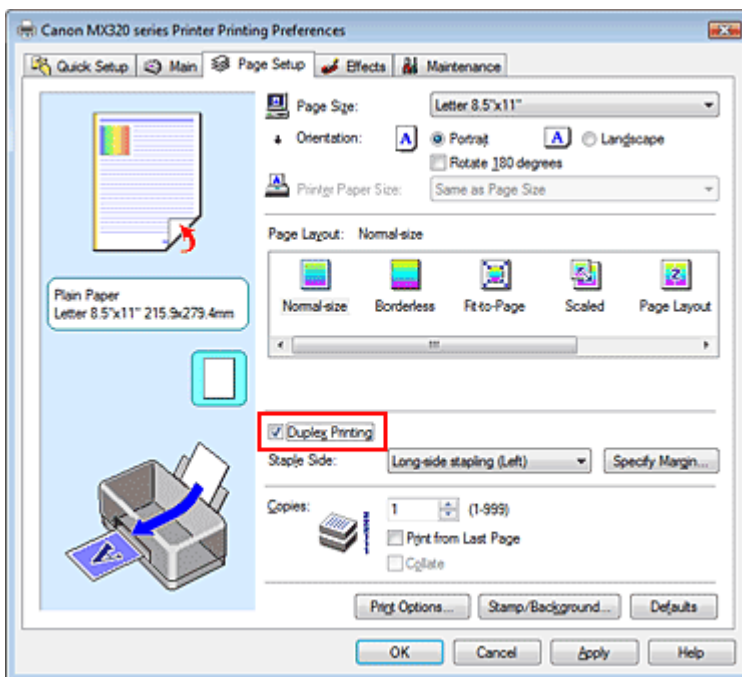 Canon MX320 series Printer Printing Preferences
Quick Setup Main Page Setup Effects Maintenance
Page Size: Letter 8.5"x11"
Orientation: A Portrait A Landscape
Rotate 180 degrees
Printer Paper Size: Same as Page Size
Page Layout: Normal-size
Normal-size Borderless Fit-to-Page Scaled Page Layout
Plain Paper
Letter 8.5"x11" 215.9x279.4mm
Duplex Printing
Staple Side: Long-side stapling (Left) Specify Margin...
Copies: 1 (1-999)
Print from Last Page
Collate
Print Options... Stamp/Background... Defaults
OK Cancel Apply Help